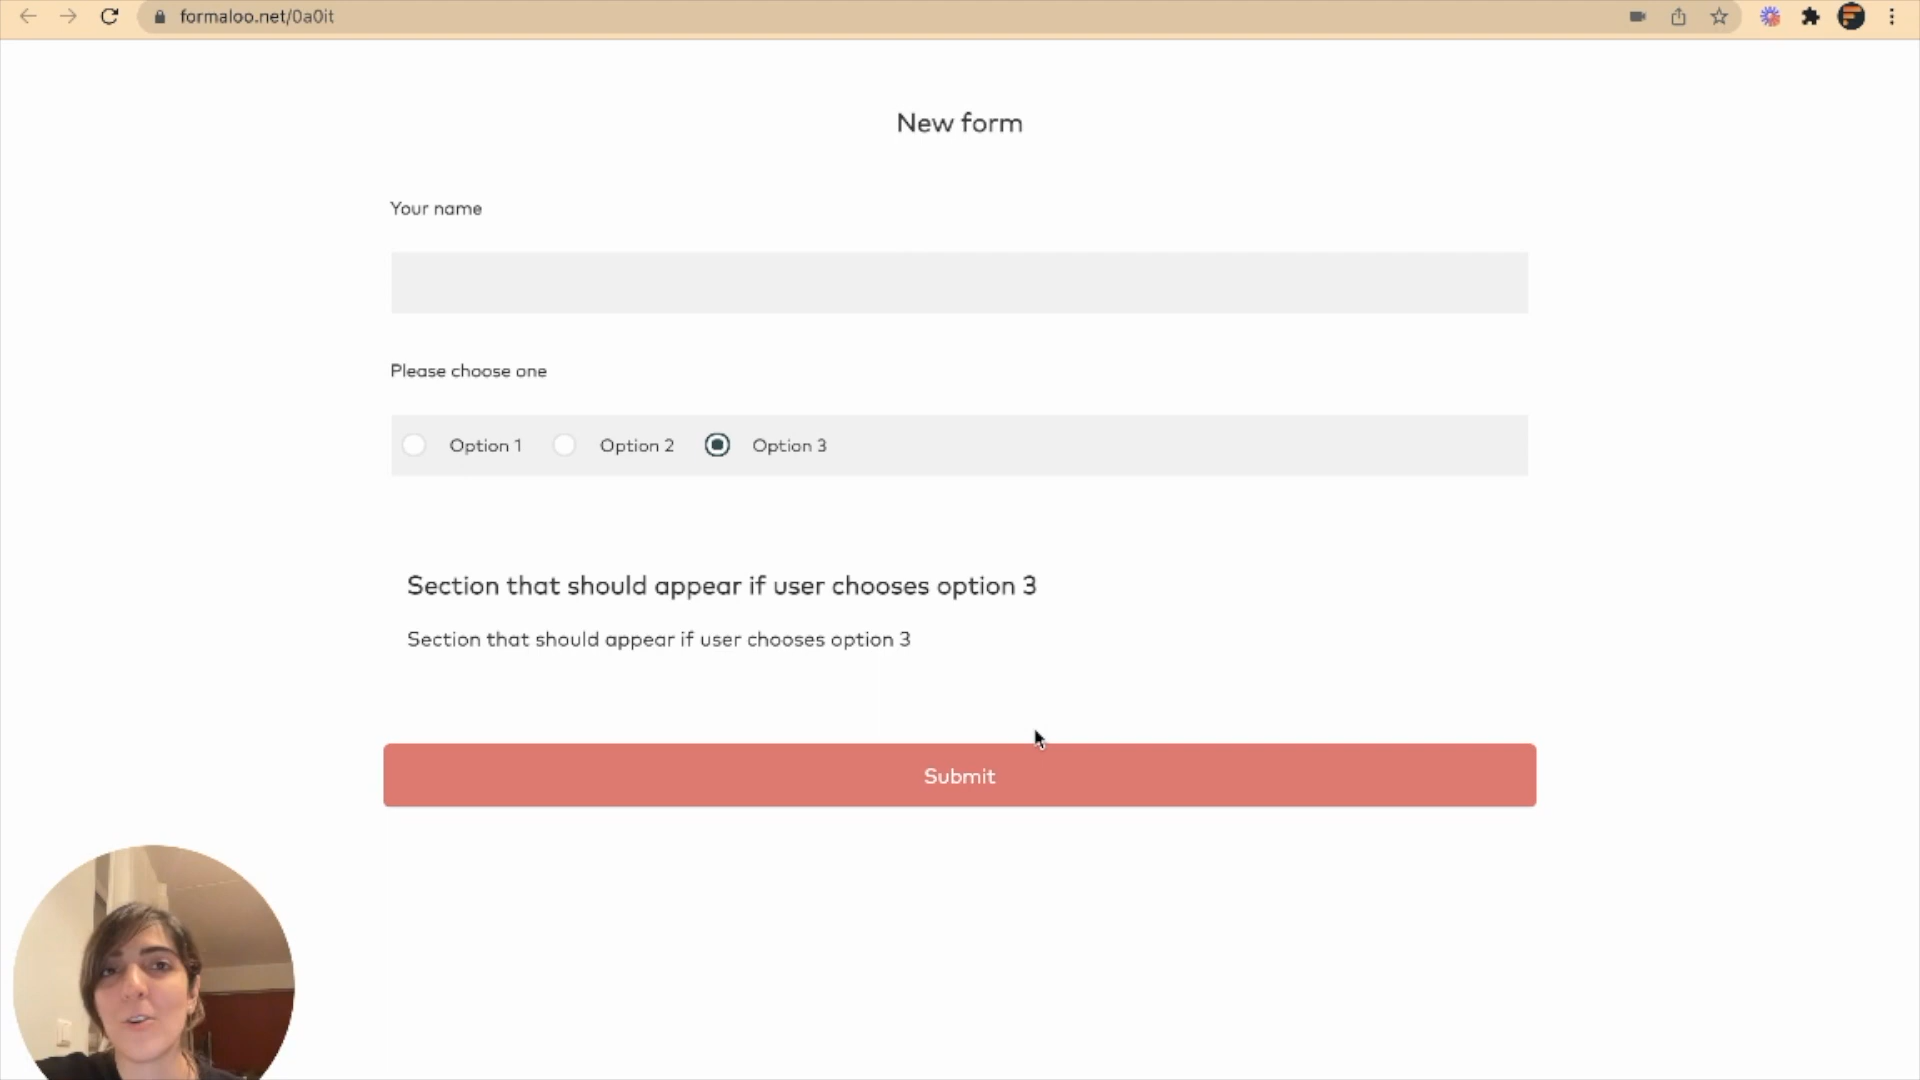 formaloo.net/0a0it
New form
Your name
Please choose one
Option 1 Option 2 Option 3
Section that should appear if user chooses option 3
Section that should appear if user chooses option 3
Submit